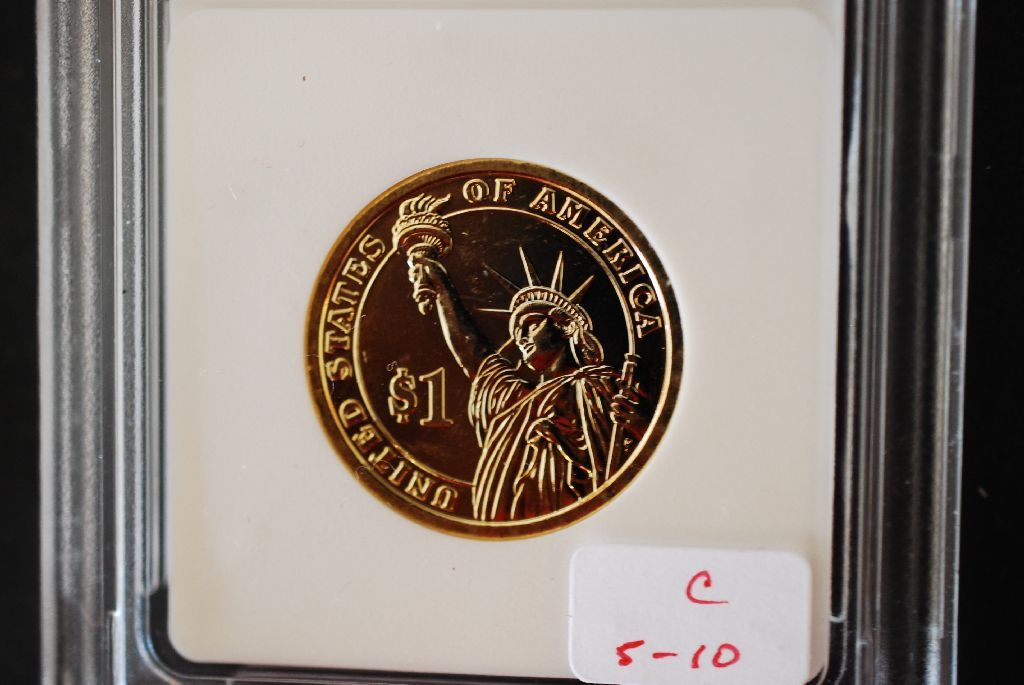 UNITED STATES OF AMERICA
$1
C
5-10